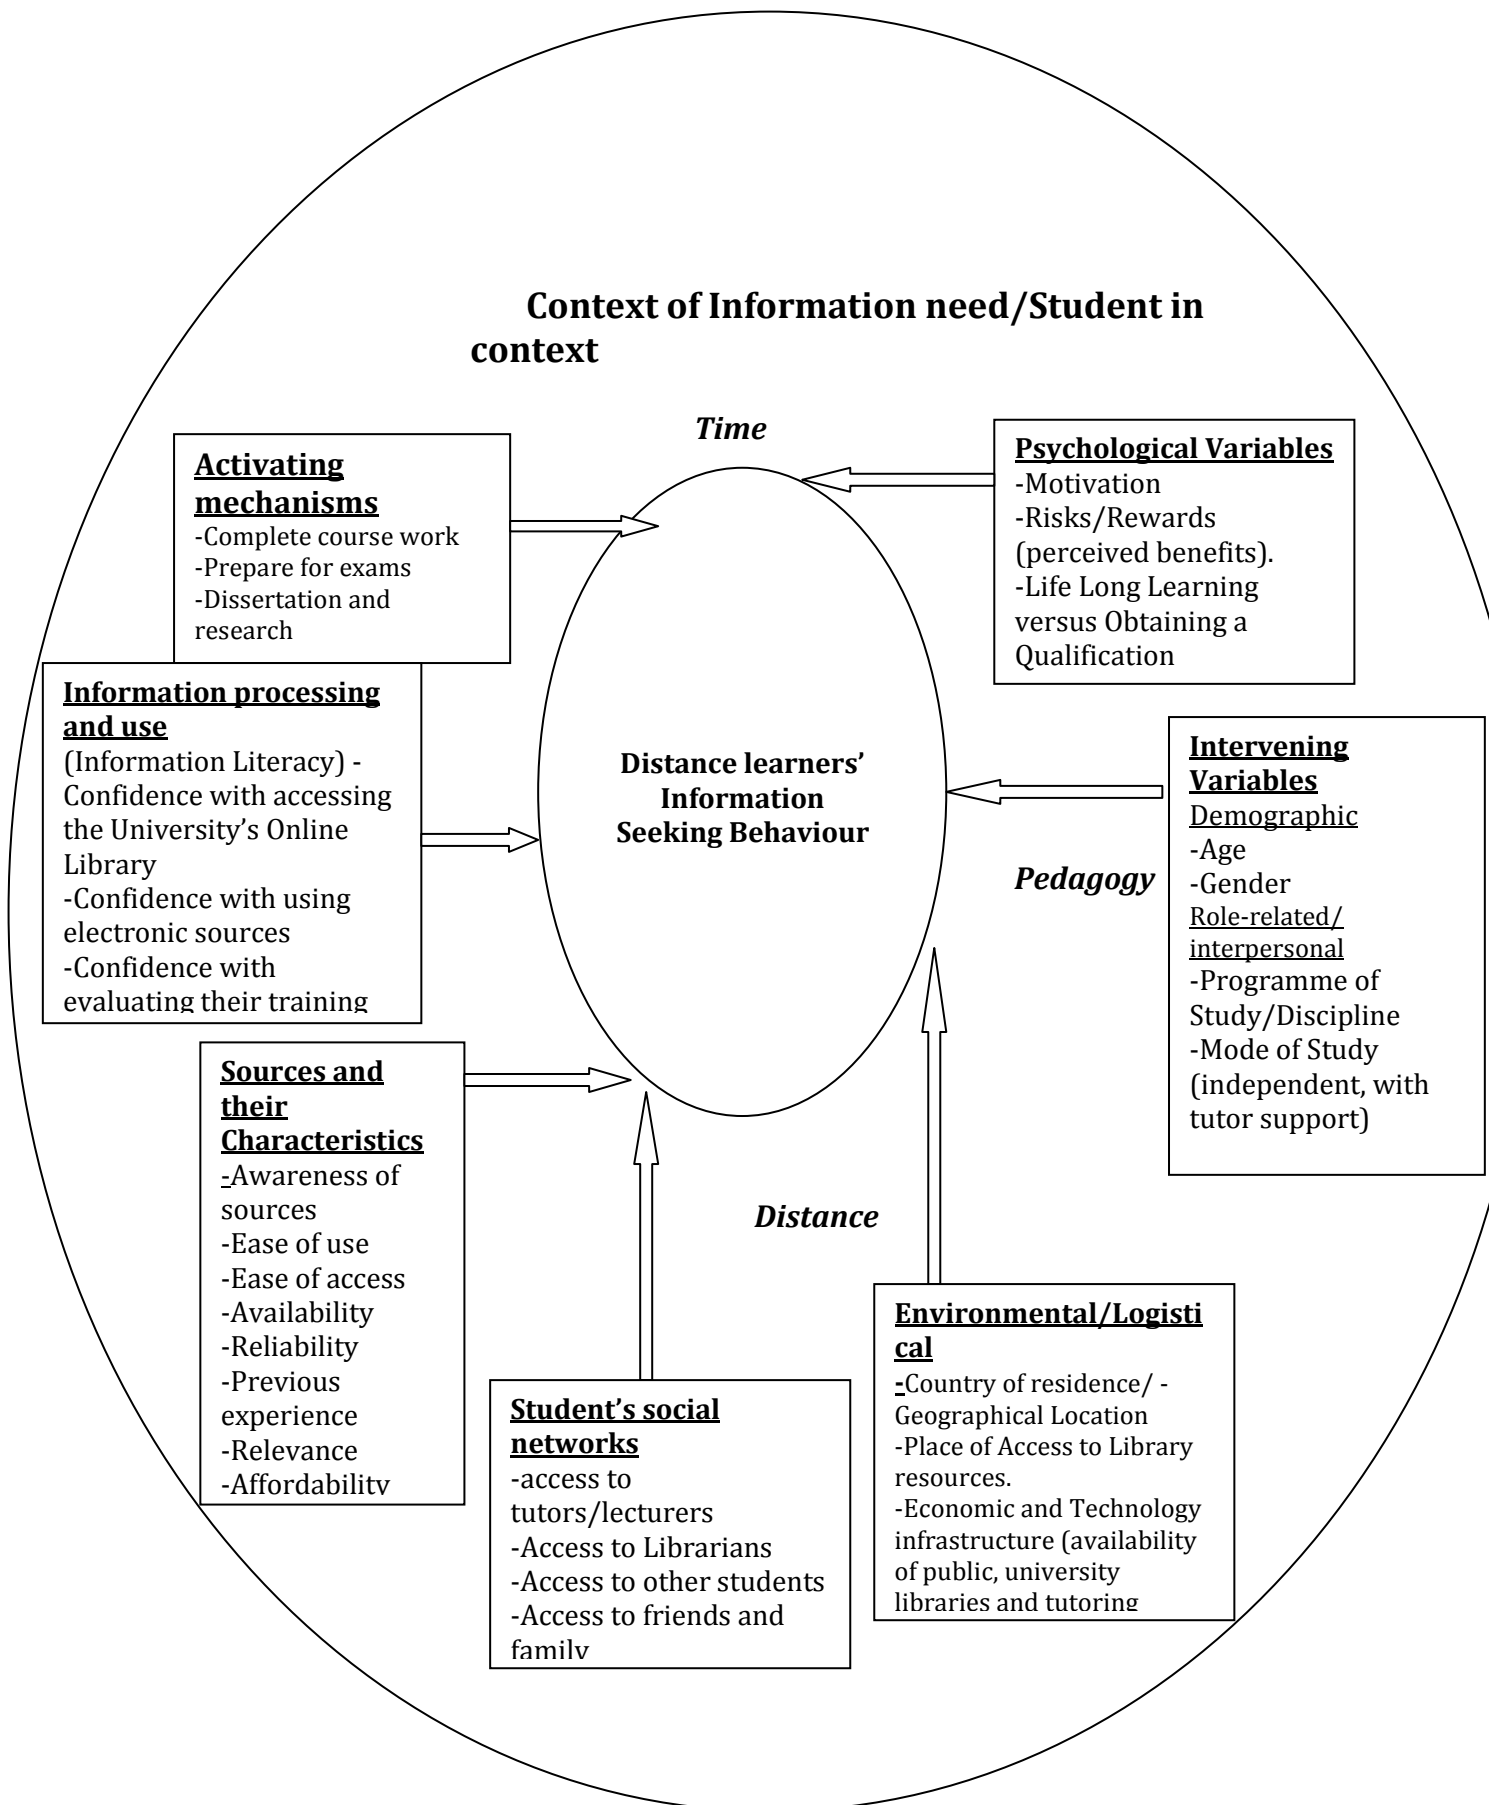 Context of Information need/Student in
context
Time
Activating
mechanisms
-Complete course work
-Prepare for exams
-Dissertation and
research
Psychological Variables
-Motivation
-Risks/Rewards
(perceived benefits).
-Life Long Learning
versus Obtaining a
Qualification
Information processing
and use
(Information Literacy) -
Confidence with accessing
the University’s Online
Library
-Confidence with using
electronic sources
-Confidence with
evaluating their training
Distance learners’
Information
Seeking Behaviour
Pedagogy
Intervening
Variables
Demographic
-Age
-Gender
Role-related/
interpersonal
-Programme of
Study/Discipline
-Mode of Study
(independent, with
tutor support)
Sources and
their
Characteristics
-Awareness of
sources
-Ease of use
-Ease of access
-Availability
-Reliability
-Previous
experience
-Relevance
-Affordability
Distance
Student’s social
networks
-access to
tutors/lecturers
-Access to Librarians
-Access to other students
-Access to friends and
family
Environmental/Logisti
cal
-Country of residence/ -
Geographical Location
-Place of Access to Library
resources.
-Economic and Technology
infrastructure (availability
of public, university
libraries and tutoring